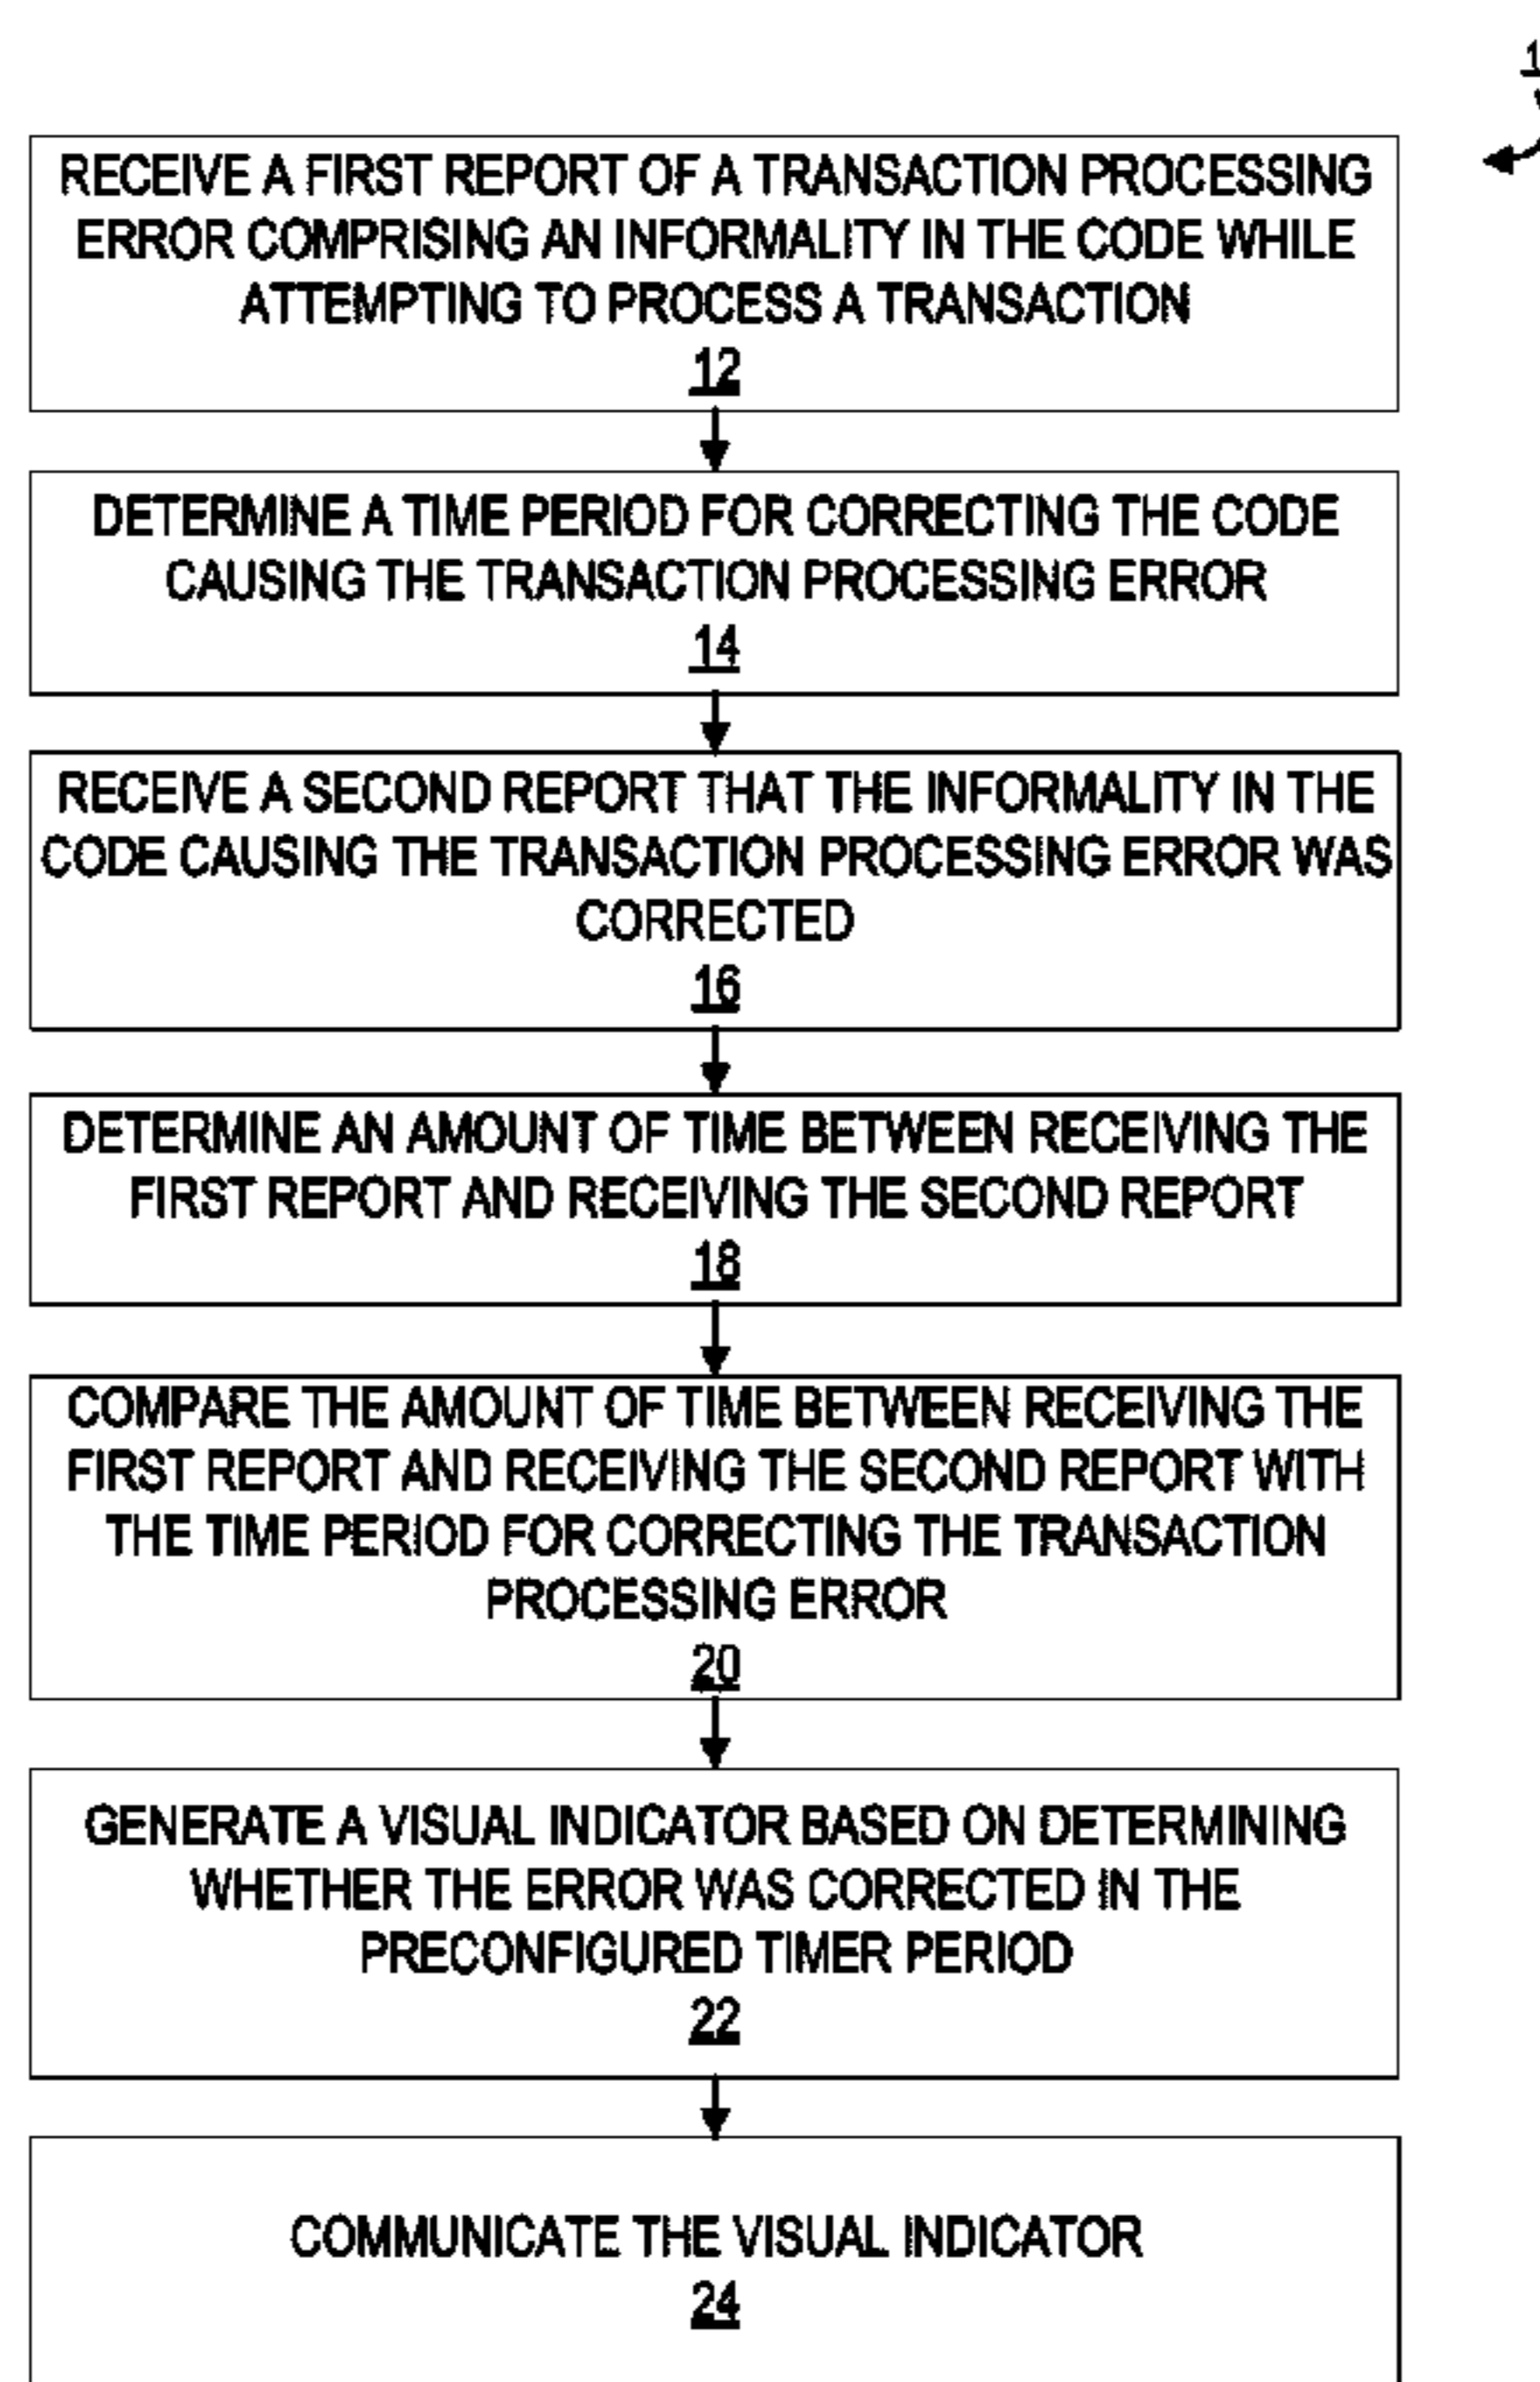 RECEIVE A FIRST REPORT OF A TRANSACTION PROCESSING
ERROR COMPRISING AN INFORMALITY IN THE CODE WHILE
ATTEMPTING TO PROCESS A TRANSACTION
12
DETERMINE A TIME PERIOD FOR CORRECTING THE CODE
CAUSING THE TRANSACTION PROCESSING ERROR
14
RECEIVE A SECOND REPORT THAT THE INFORMALITY IN THE
CODE CAUSING THE TRANSACTION PROCESSING ERROR WAS
CORRECTED
16
DETERMINE AN AMOUNT OF TIME BETWEEN RECEIVING THE
FIRST REPORT AND RECEIVING THE SECOND REPORT
18
COMPARE THE AMOUNT OF TIME BETWEEN RECEIVING THE
FIRST REPORT AND RECEIVING THE SECOND REPORT WITH
THE TIME PERIOD FOR CORRECTING THE TRANSACTION
PROCESSING ERROR
20
GENERATE A VISUAL INDICATOR BASED ON DETERMINING
WHETHER THE ERROR WAS CORRECTED IN THE
PRECONFIGURED TIMER PERIOD
22
COMMUNICATE THE VISUAL INDICATOR
24